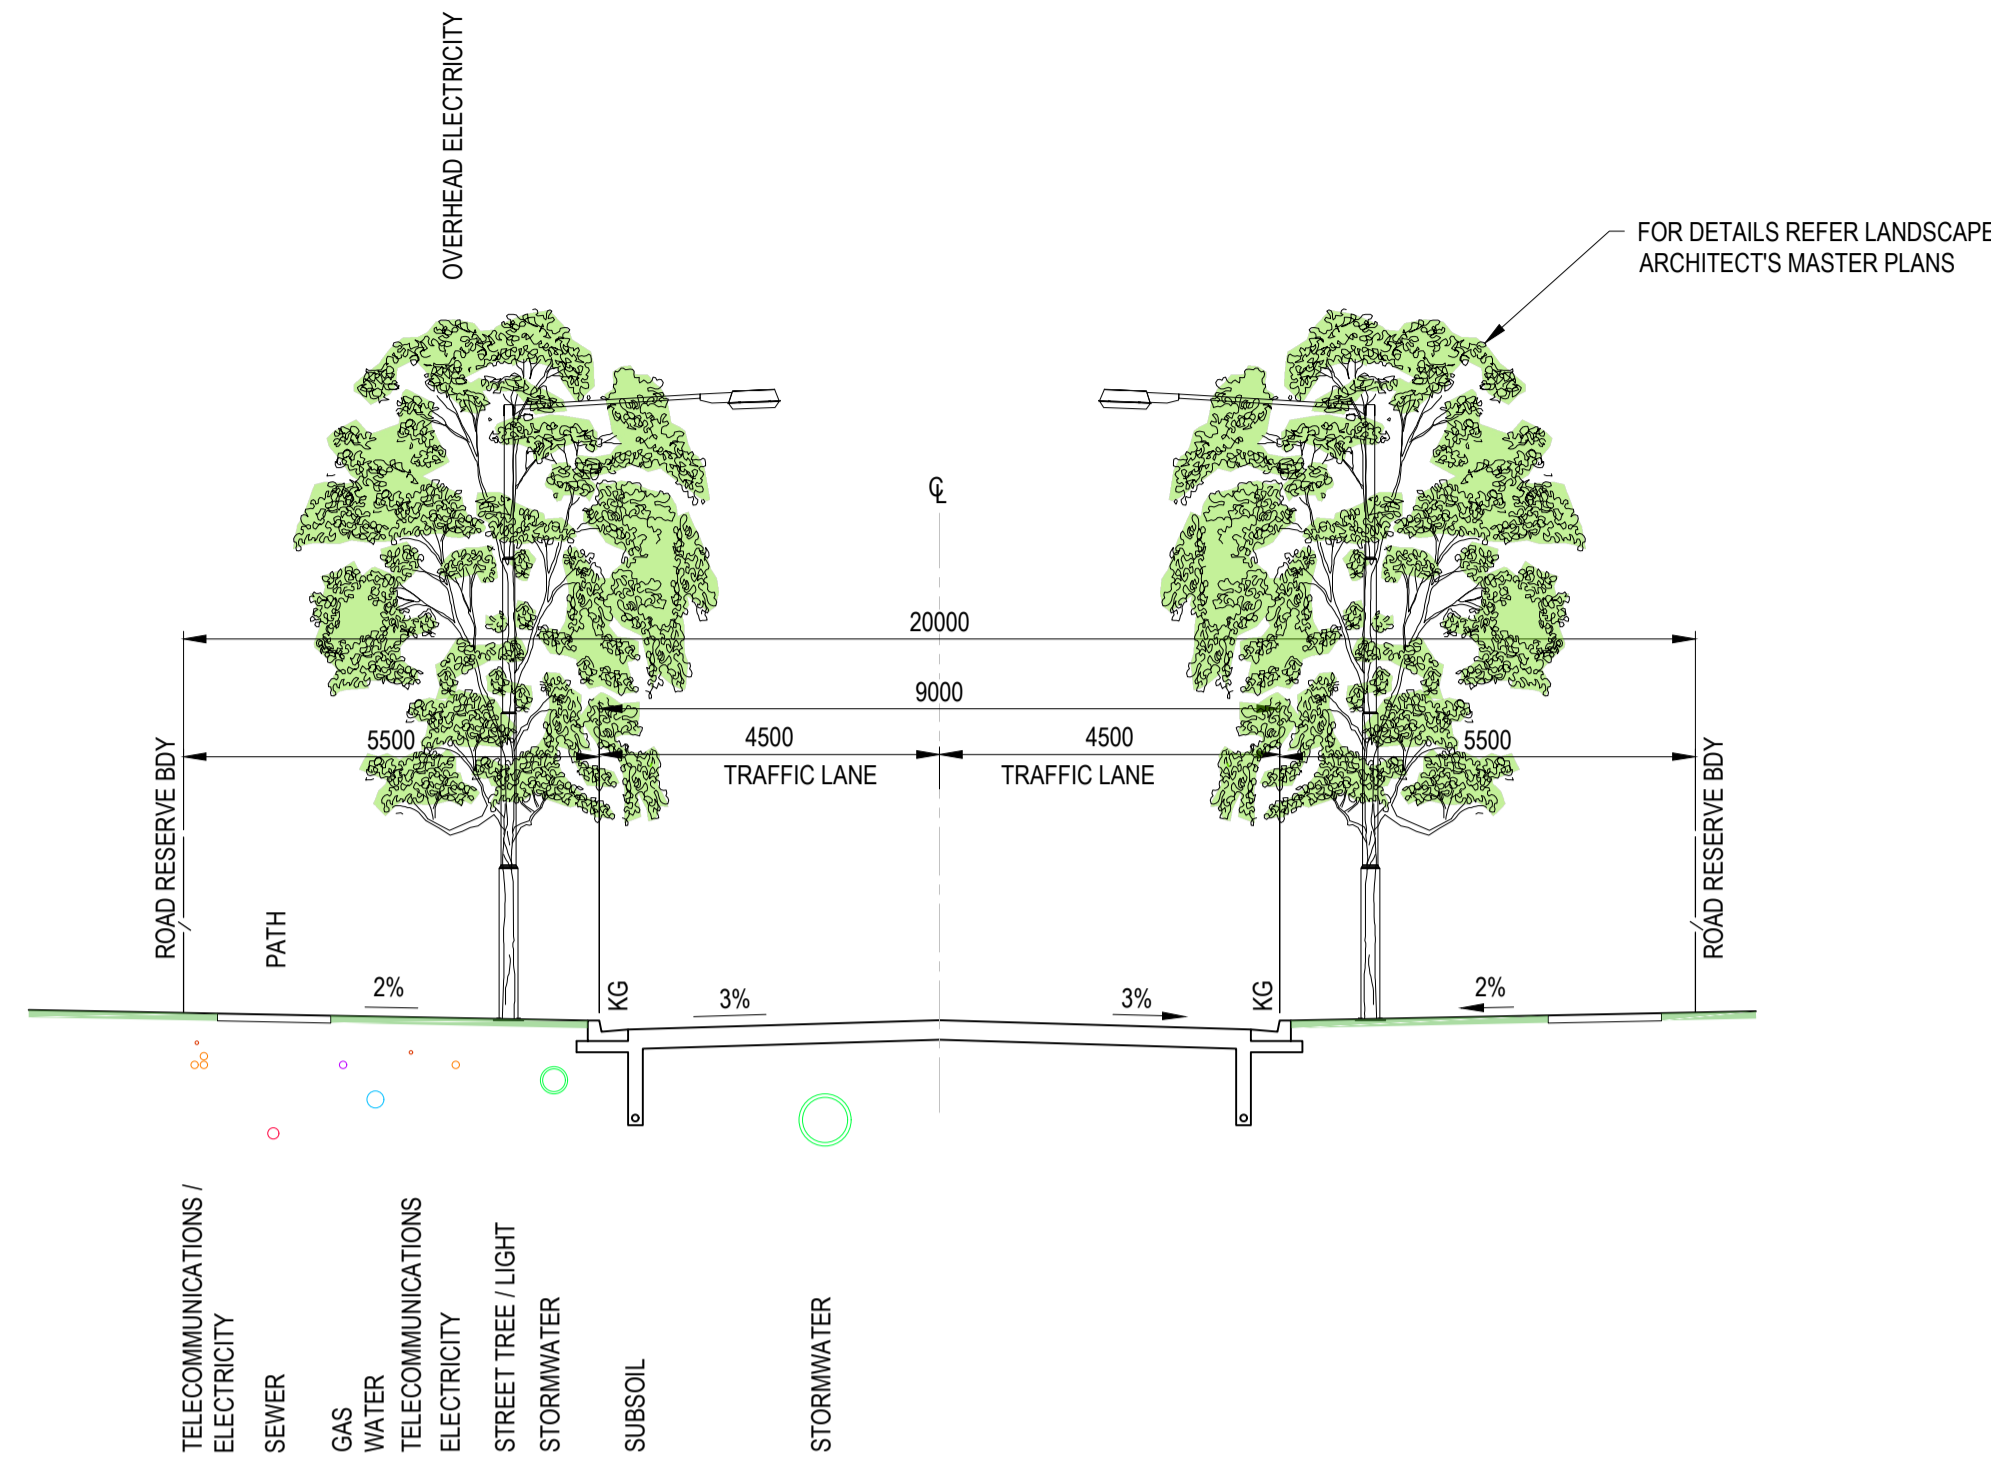 OVERHEAD ELECTRICITY
FOR DETAILS REFER LANDSCAPE
ARCHITECT'S MASTER PLANS
℄
20000
9000
5500
4500
4500
5500
TRAFFIC LANE
TRAFFIC LANE
ROAD RESERVE BDY
ROAD RESERVE BDY
PATH
2%
KG
3%
3%
KG
2%
TELECOMMUNICATIONS /
ELECTRICITY
SEWER
GAS
WATER
TELECOMMUNICATIONS
ELECTRICITY
STREET TREE / LIGHT
STORMWATER
SUBSOIL
STORMWATER